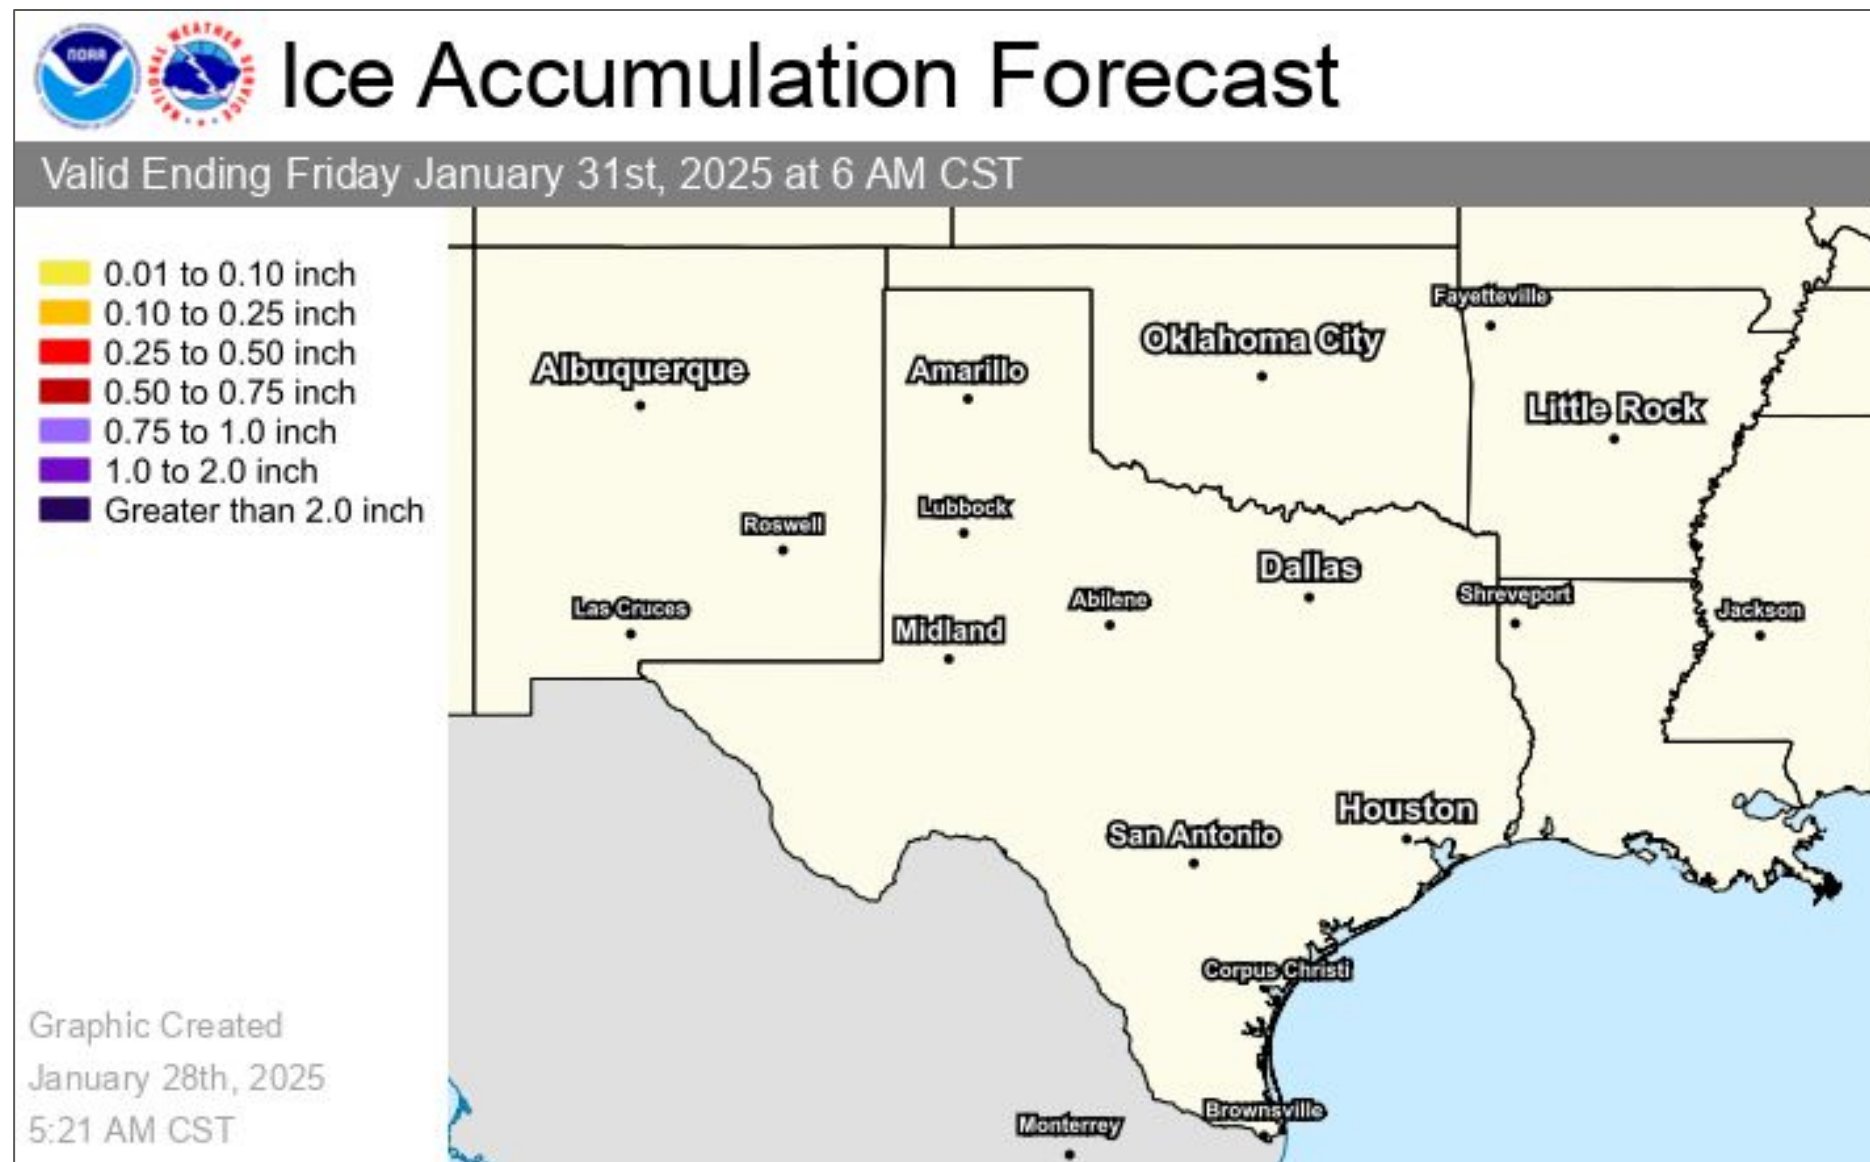 NOAA
NATIONAL WEATHER SERVICE
Ice Accumulation Forecast
Valid Ending Friday January 31st, 2025 at 6 AM CST
0.01 to 0.10 inch
0.10 to 0.25 inch
0.25 to 0.50 inch
0.50 to 0.75 inch
0.75 to 1.0 inch
1.0 to 2.0 inch
Greater than 2.0 inch
Fayetteville
Oklahoma City
Albuquerque
Amarillo
Little Rock
Lubbock
Roswell
Dallas
Shreveport
Abilene
Las Cruces
Jackson
Midland
Houston
San Antonio
Corpus Christi
Brownsville
Monterrey
Graphic Created
January 28th, 2025
5:21 AM CST